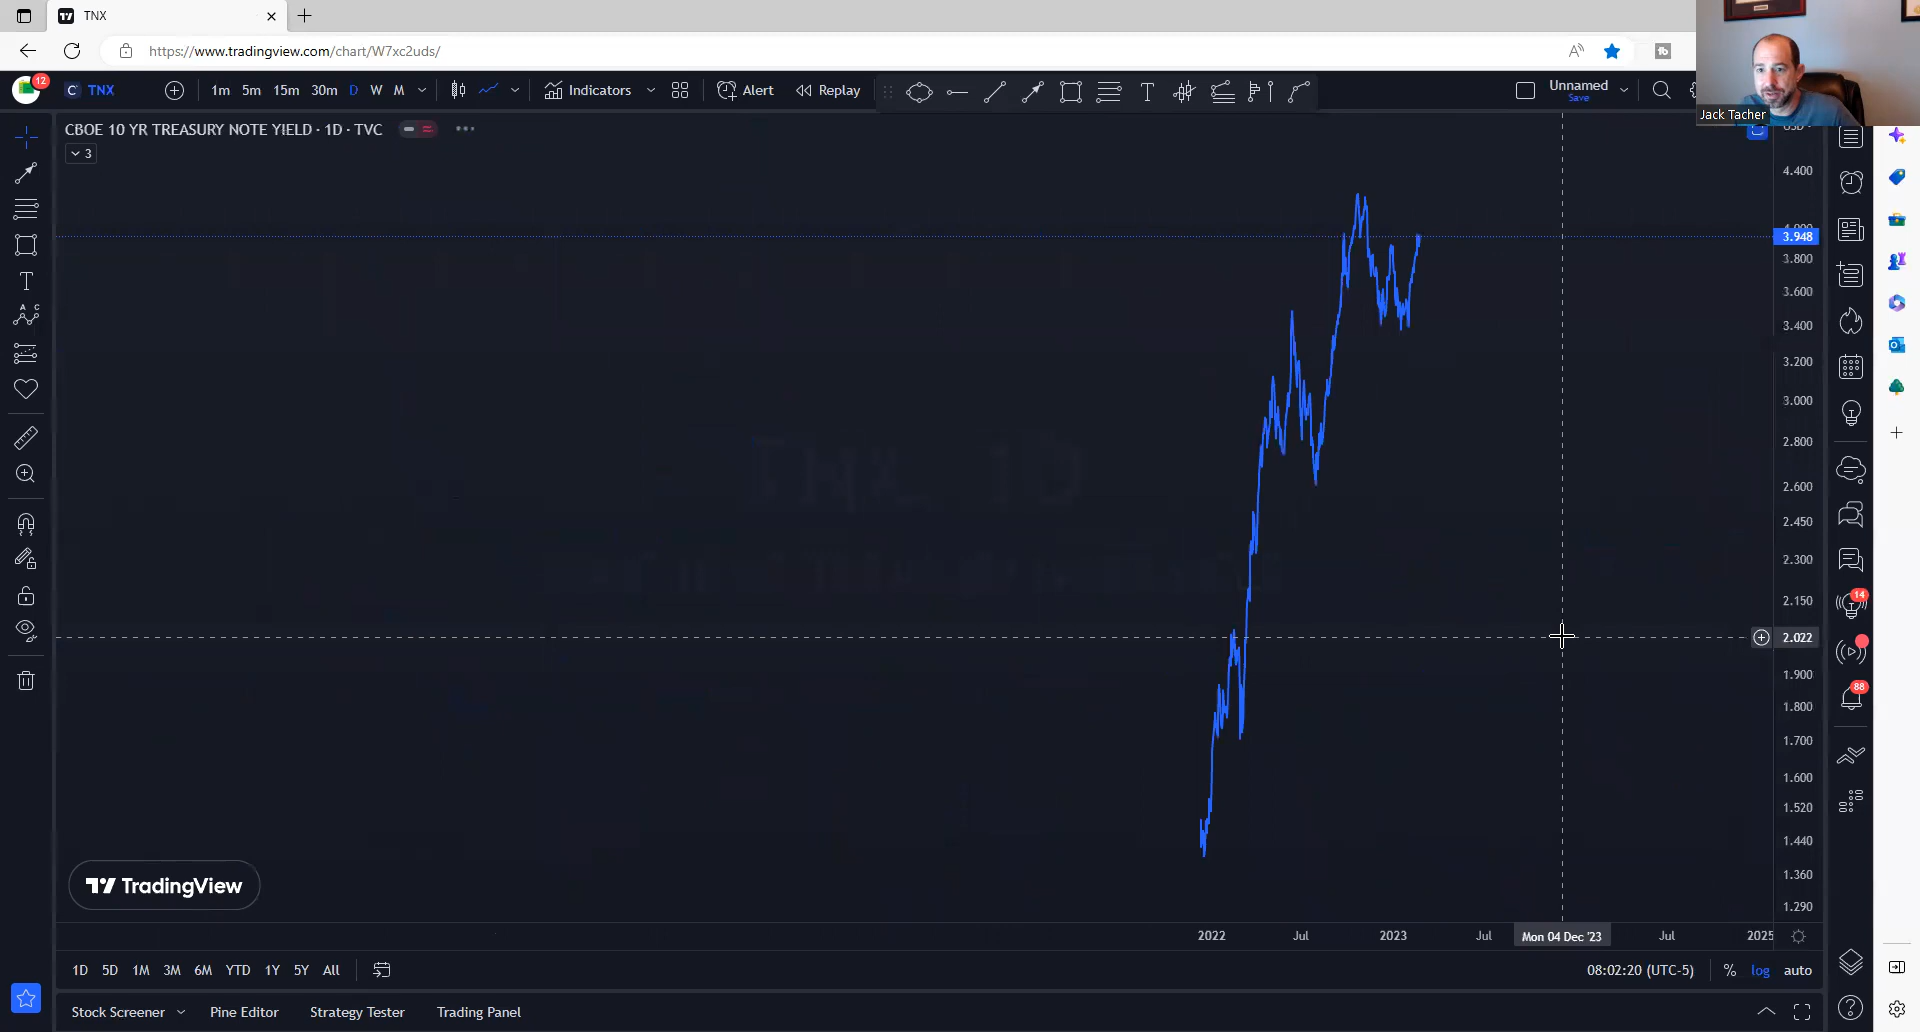 TNX
https://www.tradingview.com/chart/W7xc2uds/
12
TNX
1m 5m 15m 30m D W M
Indicators
Alert
Replay
Unnamed
Save
Jack Tacher
CBOE 10 YR TREASURY NOTE YIELD · 1D · TVC
3
4.400
3.948
3.800
3.600
3.400
3.200
3.000
2.800
2.600
2.450
2.300
2.150
2.022
1.900
1.800
1.700
1.600
1.520
1.440
1.360
1.290
14
88
TradingView
2022 Jul 2023 Jul Mon 04 Dec '23 Jul 2025
1D 5D 1M 3M 6M YTD 1Y 5Y All
08:02:20 (UTC-5) % log auto
Stock Screener Pine Editor Strategy Tester Trading Panel